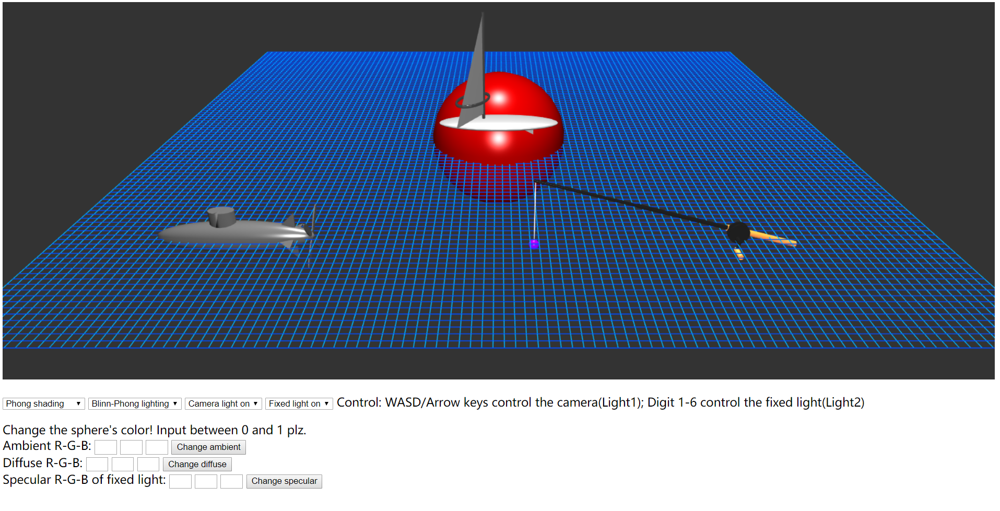 Phong shading Blinn-Phong lighting Camera light on Fixed light on Control: WASD/Arrow keys control the camera(Light1); Digit 1-6 control the fixed light(Light2)
Change the sphere's color! Input between 0 and 1 plz.
Ambient R-G-B: Change ambient
Diffuse R-G-B: Change diffuse
Specular R-G-B of fixed light: Change specular